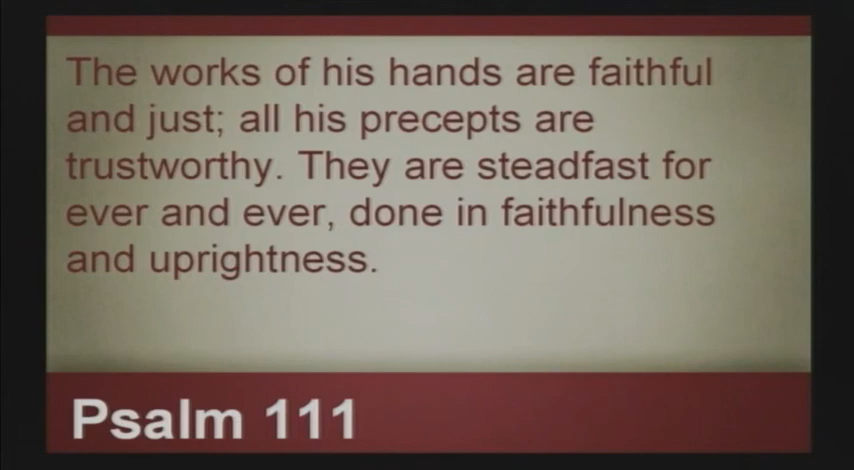 The works of his hands are faithful
and just; all his precepts are
trustworthy. They are steadfast for
ever and ever, done in faithfulness
and uprightness.
Psalm 111